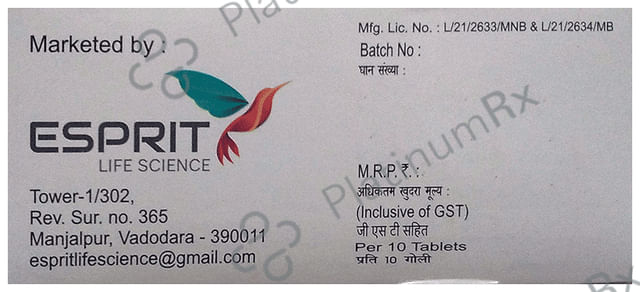 Marketed by :
ESPRIT
LIFE SCIENCE
Tower-1/302,
Rev. Sur. no. 365
Manjalpur, Vadodara - 390011
espritlifescience@gmail.com
Mfg. Lic. No. : L/21/2633/MNB & L/21/2634/MB
Batch No :
घान संख्या :
M.R.P. ₹. :
अधिकतम खुदरा मूल्य :
(Inclusive of GST)
जी एस टी सहित
Per 10 Tablets
प्रति 10 गोली
PlatinumRx